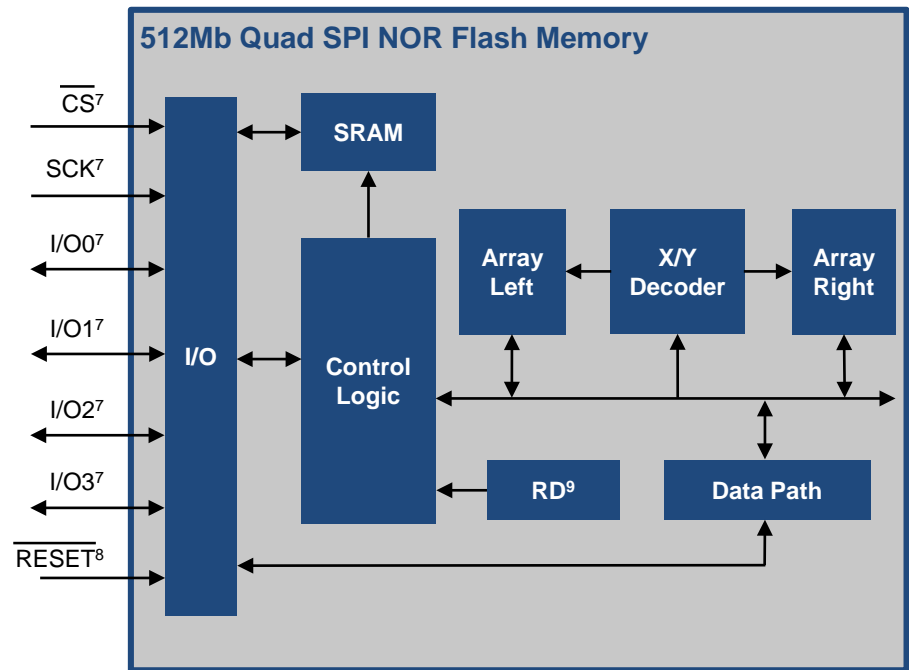 512Mb Quad SPI NOR Flash Memory
CS⁷
SCK⁷
I/O0⁷
I/O1⁷
I/O2⁷
I/O3⁷
RESET⁸
I/O
SRAM
Control
Logic
Array
Left
X/Y
Decoder
Array
Right
RD⁹
Data Path